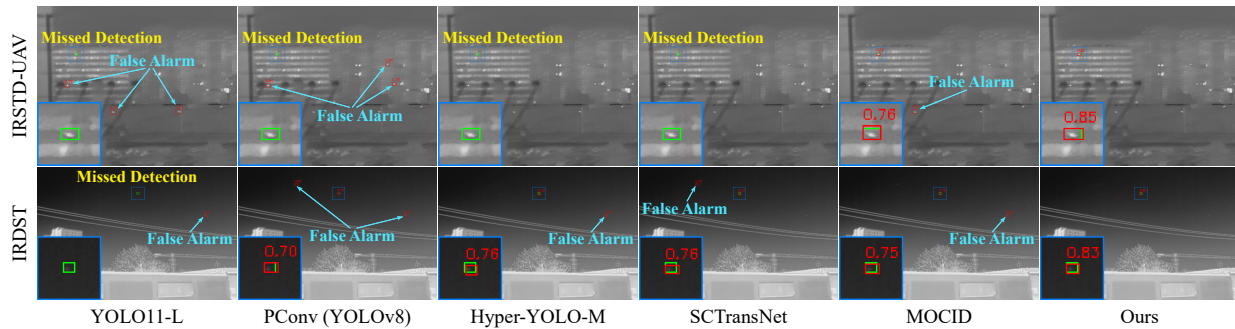 IRSTD-UAV
Missed Detection
False Alarm
Missed Detection
False Alarm
Missed Detection
Missed Detection
False Alarm
0.76
0.85
IRDST
Missed Detection
False Alarm
False Alarm
0.70
False Alarm
0.76
False Alarm
0.76
False Alarm
0.75
0.83
YOLO11-L
PConv (YOLOv8)
Hyper-YOLO-M
SCTransNet
MOCID
Ours